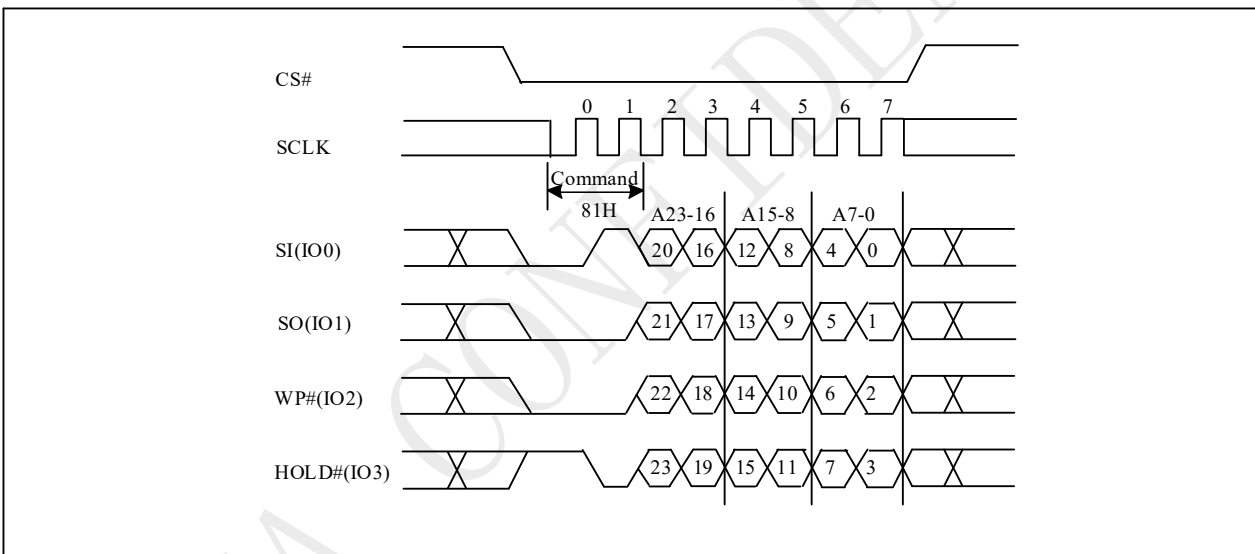 CS#
0 1 2 3 4 5 6 7
SCLK
Command
81H
A23-16 A15-8 A7-0
SI(IO0) 20 16 12 8 4 0
SO(IO1) 21 17 13 9 5 1
WP#(IO2) 22 18 14 10 6 2
HOLD#(IO3) 23 19 15 11 7 3